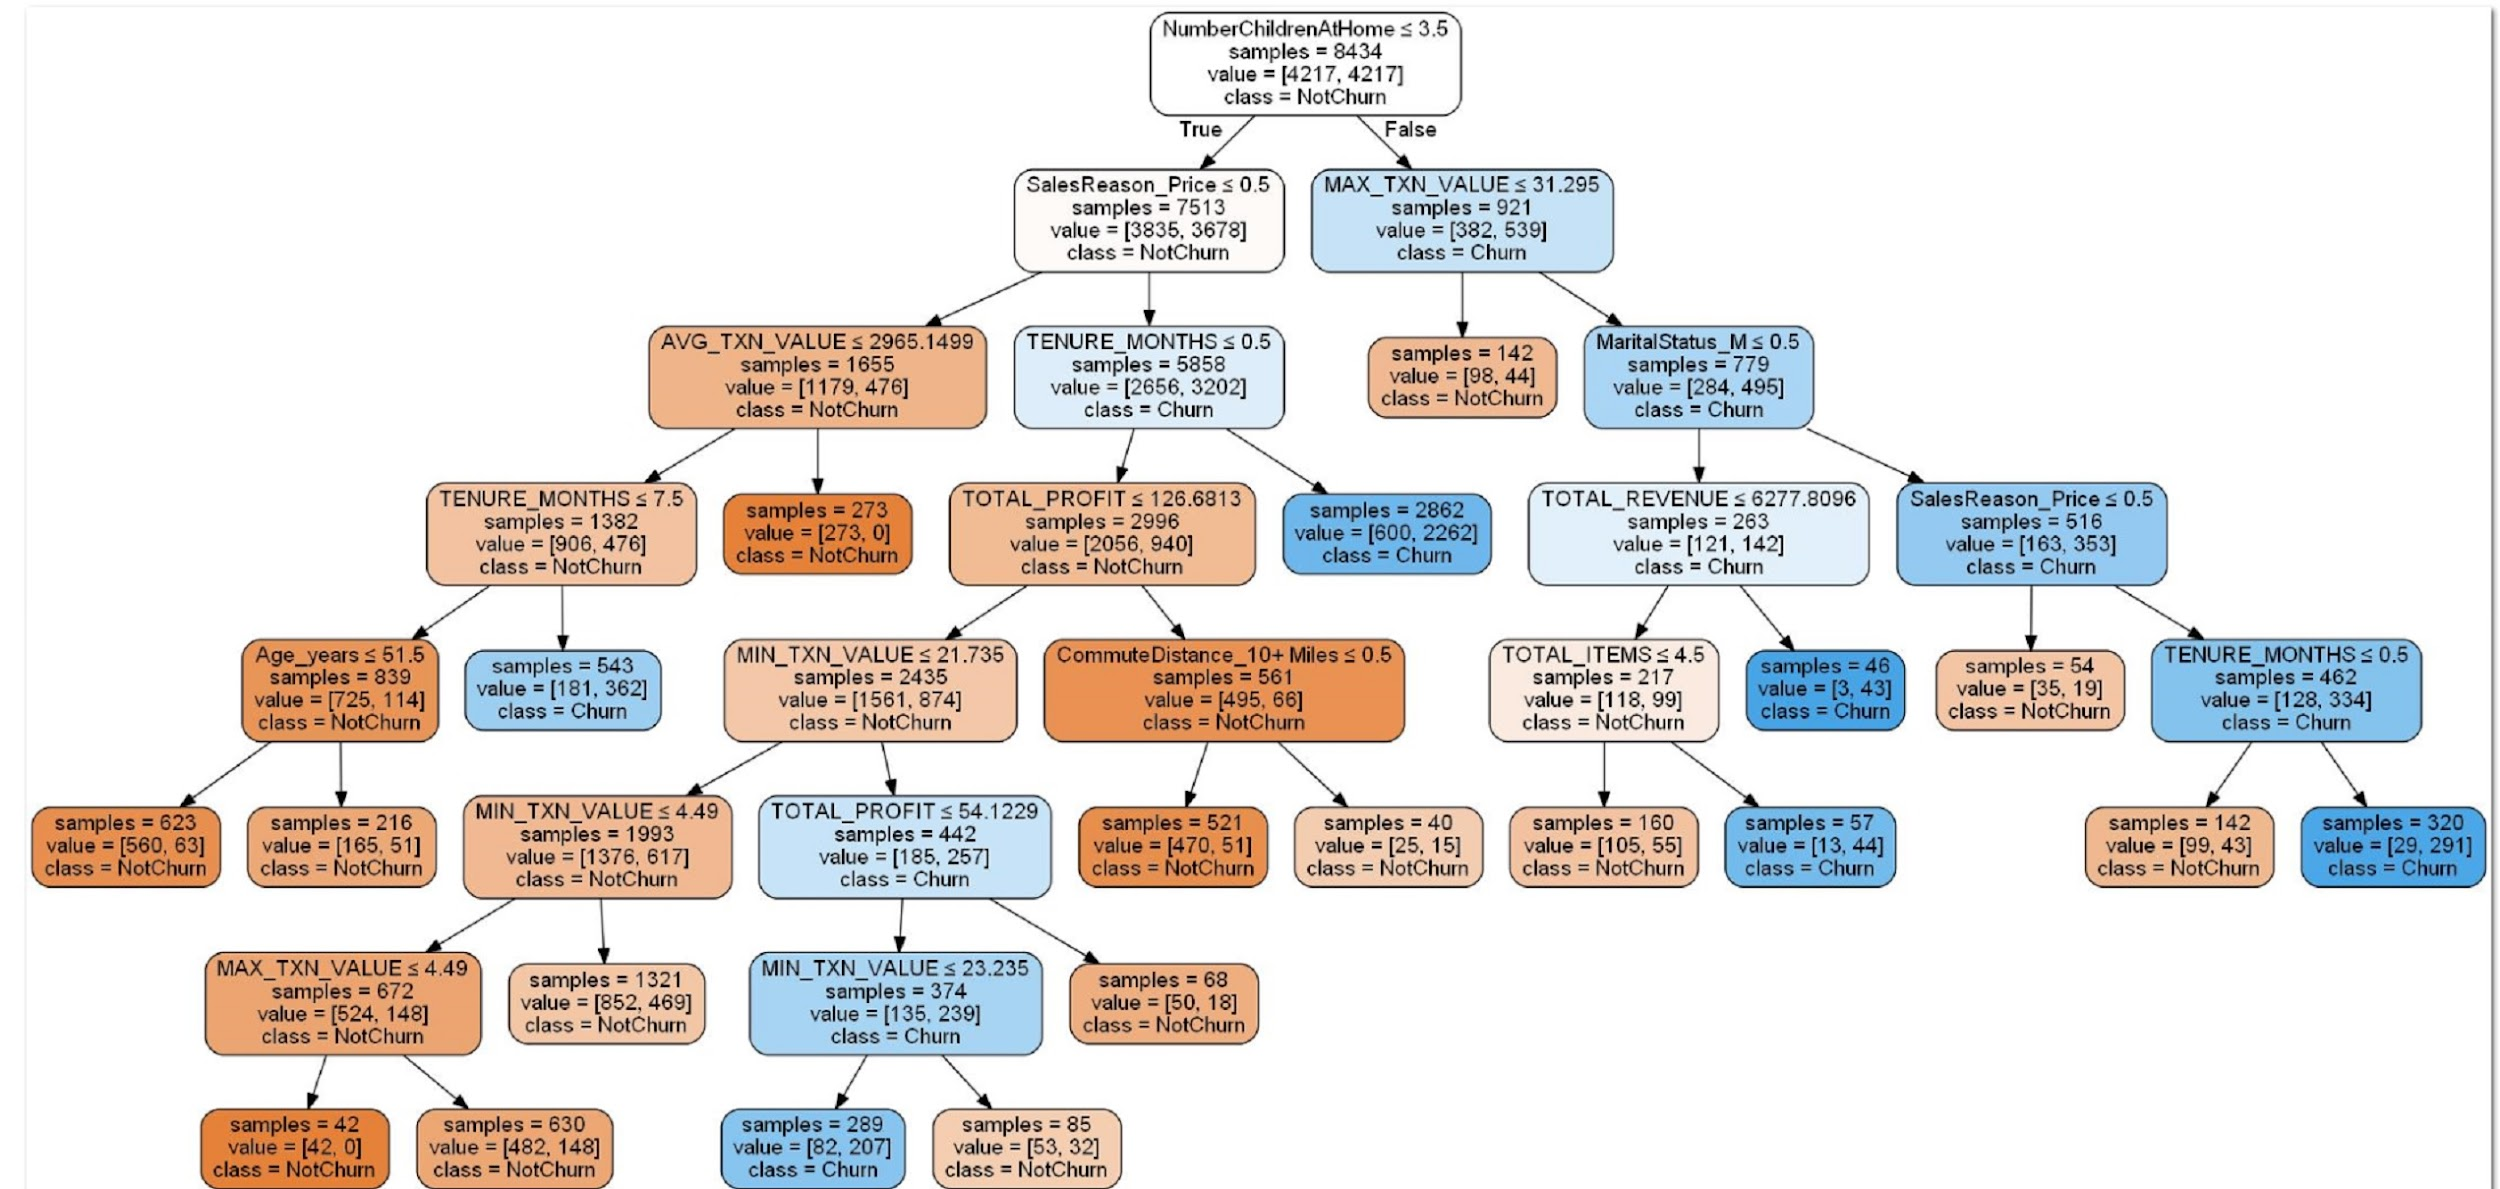 NumberChildrenAtHome ≤ 3.5
samples = 8434
value = [4217, 4217]
class = NotChurn
True
False
SalesReason_Price ≤ 0.5
samples = 7513
value = [3835, 3678]
class = NotChurn
MAX_TXN_VALUE ≤ 31.295
samples = 921
value = [382, 539]
class = Churn
AVG_TXN_VALUE ≤ 2965.1499
samples = 1655
value = [1179, 476]
class = NotChurn
TENURE_MONTHS ≤ 0.5
samples = 5858
value = [2656, 3202]
class = Churn
samples = 142
value = [98, 44]
class = NotChurn
MaritalStatus_M ≤ 0.5
samples = 779
value = [284, 495]
class = Churn
TENURE_MONTHS ≤ 7.5
samples = 1382
value = [906, 476]
class = NotChurn
samples = 273
value = [273, 0]
class = NotChurn
TOTAL_PROFIT ≤ 126.6813
samples = 2996
value = [2056, 940]
class = NotChurn
samples = 2862
value = [600, 2262]
class = Churn
TOTAL_REVENUE ≤ 6277.8096
samples = 263
value = [121, 142]
class = Churn
SalesReason_Price ≤ 0.5
samples = 516
value = [163, 353]
class = Churn
Age_years ≤ 51.5
samples = 839
value = [725, 114]
class = NotChurn
samples = 543
value = [181, 362]
class = Churn
MIN_TXN_VALUE ≤ 21.735
samples = 2435
value = [1561, 874]
class = NotChurn
CommuteDistance_10+ Miles ≤ 0.5
samples = 561
value = [495, 66]
class = NotChurn
TOTAL_ITEMS ≤ 4.5
samples = 217
value = [118, 99]
class = NotChurn
samples = 46
value = [3, 43]
class = Churn
samples = 54
value = [35, 19]
class = NotChurn
TENURE_MONTHS ≤ 0.5
samples = 462
value = [128, 334]
class = Churn
samples = 623
value = [560, 63]
class = NotChurn
samples = 216
value = [165, 51]
class = NotChurn
MIN_TXN_VALUE ≤ 4.49
samples = 1993
value = [1376, 617]
class = NotChurn
TOTAL_PROFIT ≤ 54.1229
samples = 442
value = [185, 257]
class = Churn
samples = 521
value = [470, 51]
class = NotChurn
samples = 40
value = [25, 15]
class = NotChurn
samples = 160
value = [105, 55]
class = NotChurn
samples = 57
value = [13, 44]
class = Churn
samples = 142
value = [99, 43]
class = NotChurn
samples = 320
value = [29, 291]
class = Churn
MAX_TXN_VALUE ≤ 4.49
samples = 672
value = [524, 148]
class = NotChurn
samples = 1321
value = [852, 469]
class = NotChurn
MIN_TXN_VALUE ≤ 23.235
samples = 374
value = [135, 239]
class = Churn
samples = 68
value = [50, 18]
class = NotChurn
samples = 42
value = [42, 0]
class = NotChurn
samples = 630
value = [482, 148]
class = NotChurn
samples = 289
value = [82, 207]
class = Churn
samples = 85
value = [53, 32]
class = NotChurn